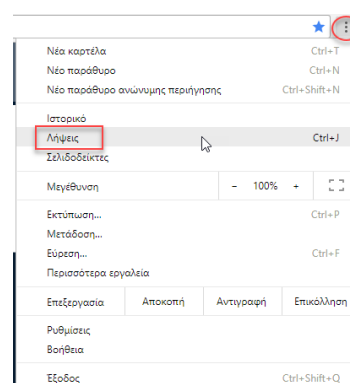 Νέα καρτέλα Ctrl+T
Νέο παράθυρο Ctrl+N
Νέο παράθυρο ανώνυμης περιήγησης Ctrl+Shift+N
Ιστορικό
Λήψεις Ctrl+J
Σελιδοδείκτες
Μεγέθυνση - 100% +
Εκτύπωση... Ctrl+P
Μετάδοση...
Εύρεση... Ctrl+F
Περισσότερα εργαλεία
Επεξεργασία Αποκοπή Αντιγραφή Επικόλληση
Ρυθμίσεις
Βοήθεια
Έξοδος Ctrl+Shift+Q